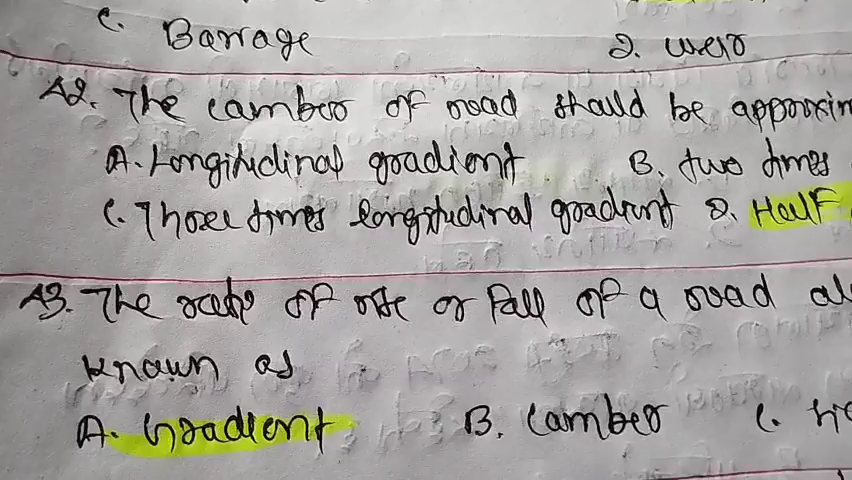 C. Barrage D. weir
42. The camber of road should be approxim
A. Longitudinal gradient B. two times
C. Three times longitudinal gradient D. Half
43. The rate of rise or fall of a road al
known as
A. Gradient B. Camber C.